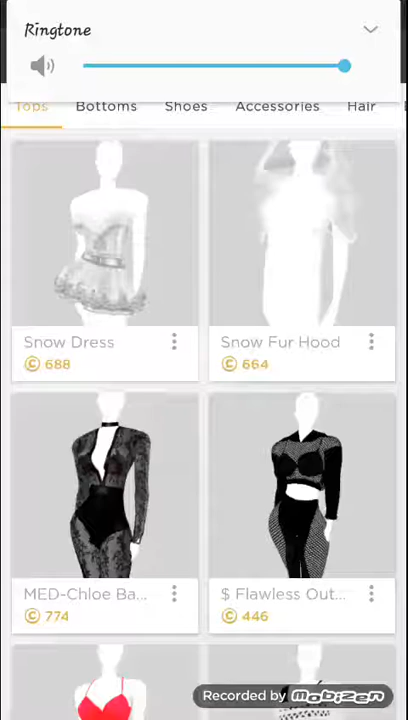 Ringtone
Tops Bottoms Shoes Accessories Hair
Snow Dress
Snow Fur Hood
© 688
© 664
MED-Chloe Ba...
$ Flawless Out...
© 774
© 446
Recorded by Mobizen